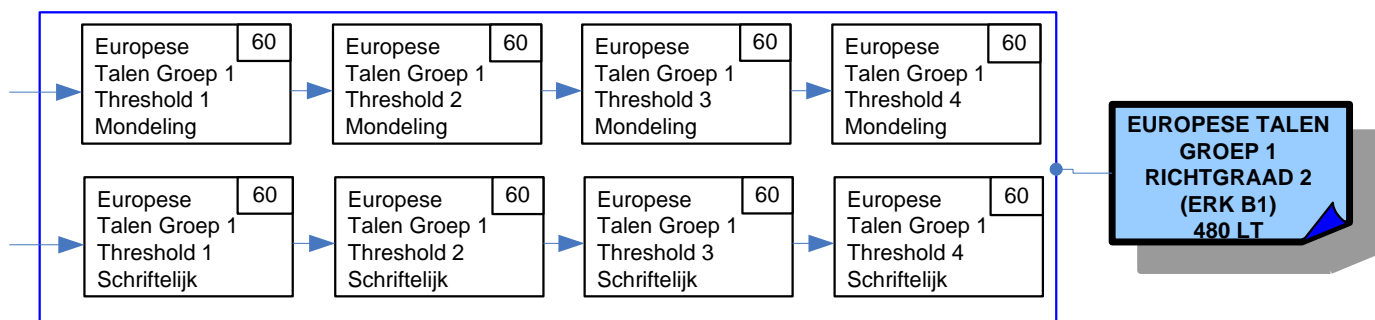 Europese
Talen Groep 1
Threshold 1
Mondeling
60
Europese
Talen Groep 1
Threshold 2
Mondeling
60
Europese
Talen Groep 1
Threshold 3
Mondeling
60
Europese
Talen Groep 1
Threshold 4
Mondeling
60
Europese
Talen Groep 1
Threshold 1
Schriftelijk
60
Europese
Talen Groep 1
Threshold 2
Schriftelijk
60
Europese
Talen Groep 1
Threshold 3
Schriftelijk
60
Europese
Talen Groep 1
Threshold 4
Schriftelijk
60
EUROPESE TALEN
GROEP 1
RICHTGRAAD 2
(ERK B1)
480 LT